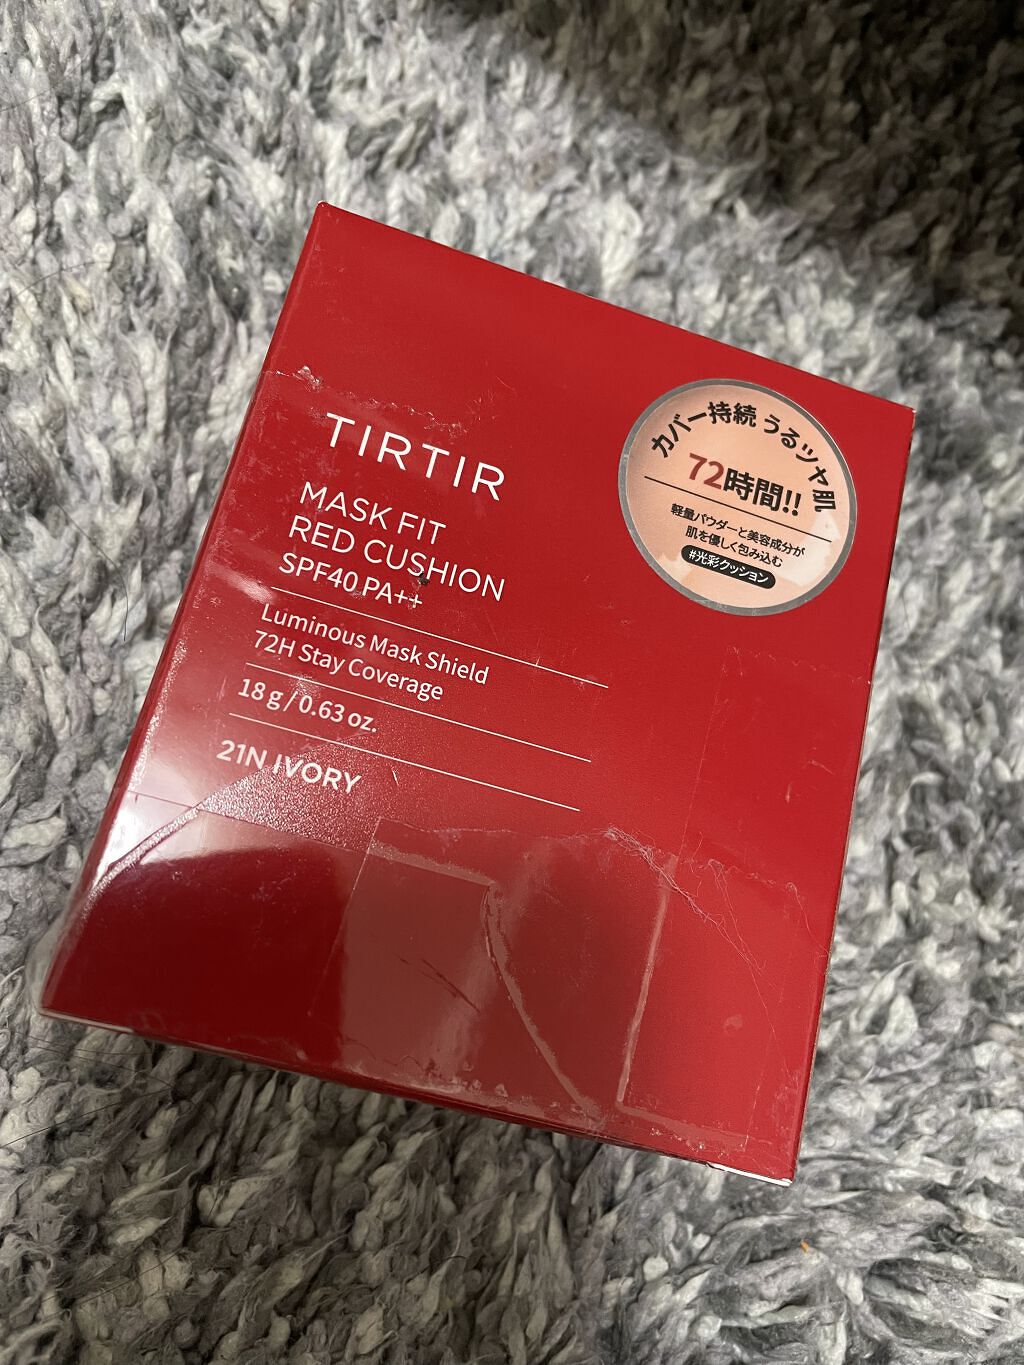 TIRTIR
MASK FIT
RED CUSHION
SPF40 PA++
Luminous Mask Shield
72H Stay Coverage
18 g / 0.63 oz.
21N IVORY
カバー持続 うるツヤ肌
72時間!!
軽量パウダーと美容成分が
肌を優しく包み込む
#光彩クッション